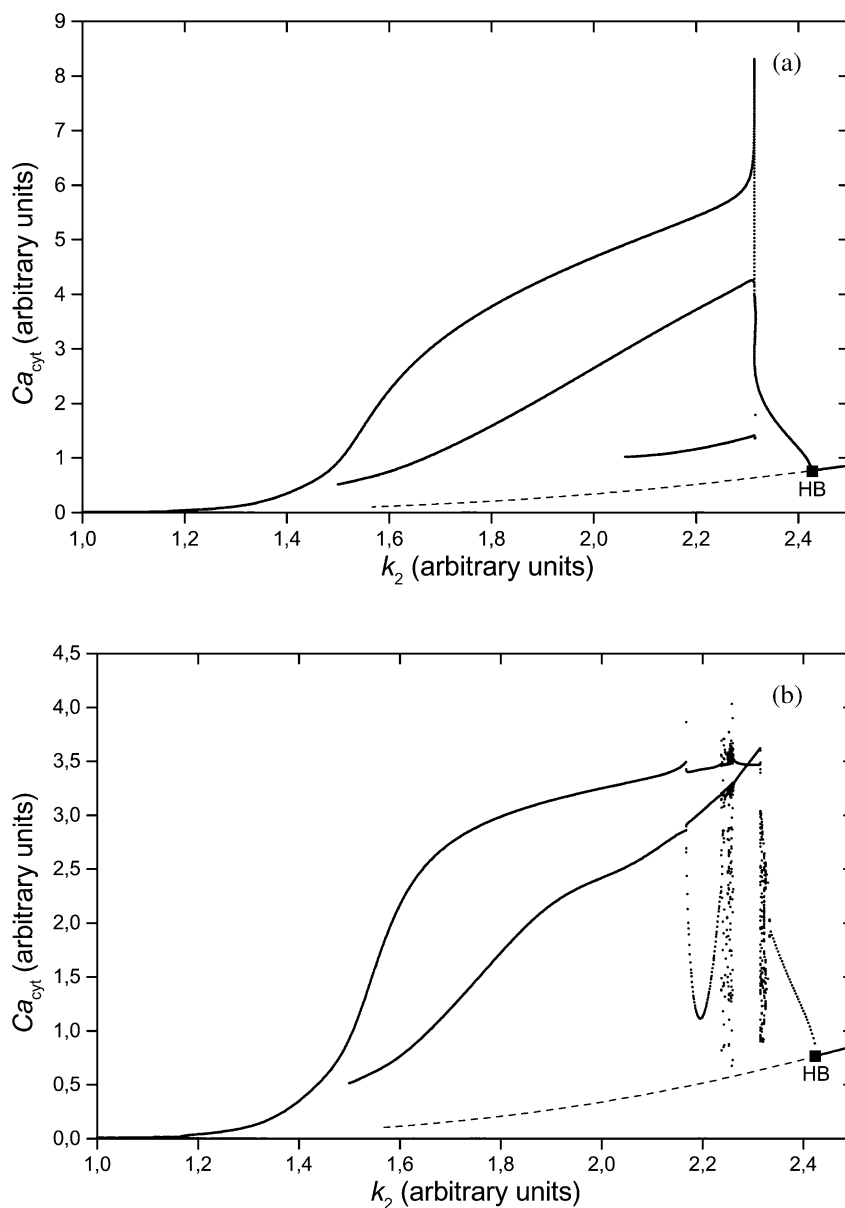 9
8
7
6
5
4
3
2
1
0
Ca_cyt (arbitrary units)
(a)
HB
1,0 1,2 1,4 1,6 1,8 2,0 2,2 2,4
k_2 (arbitrary units)
4,5
4,0
3,5
3,0
2,5
2,0
1,5
1,0
0,5
0,0
Ca_cyt (arbitrary units)
(b)
HB
1,0 1,2 1,4 1,6 1,8 2,0 2,2 2,4
k_2 (arbitrary units)